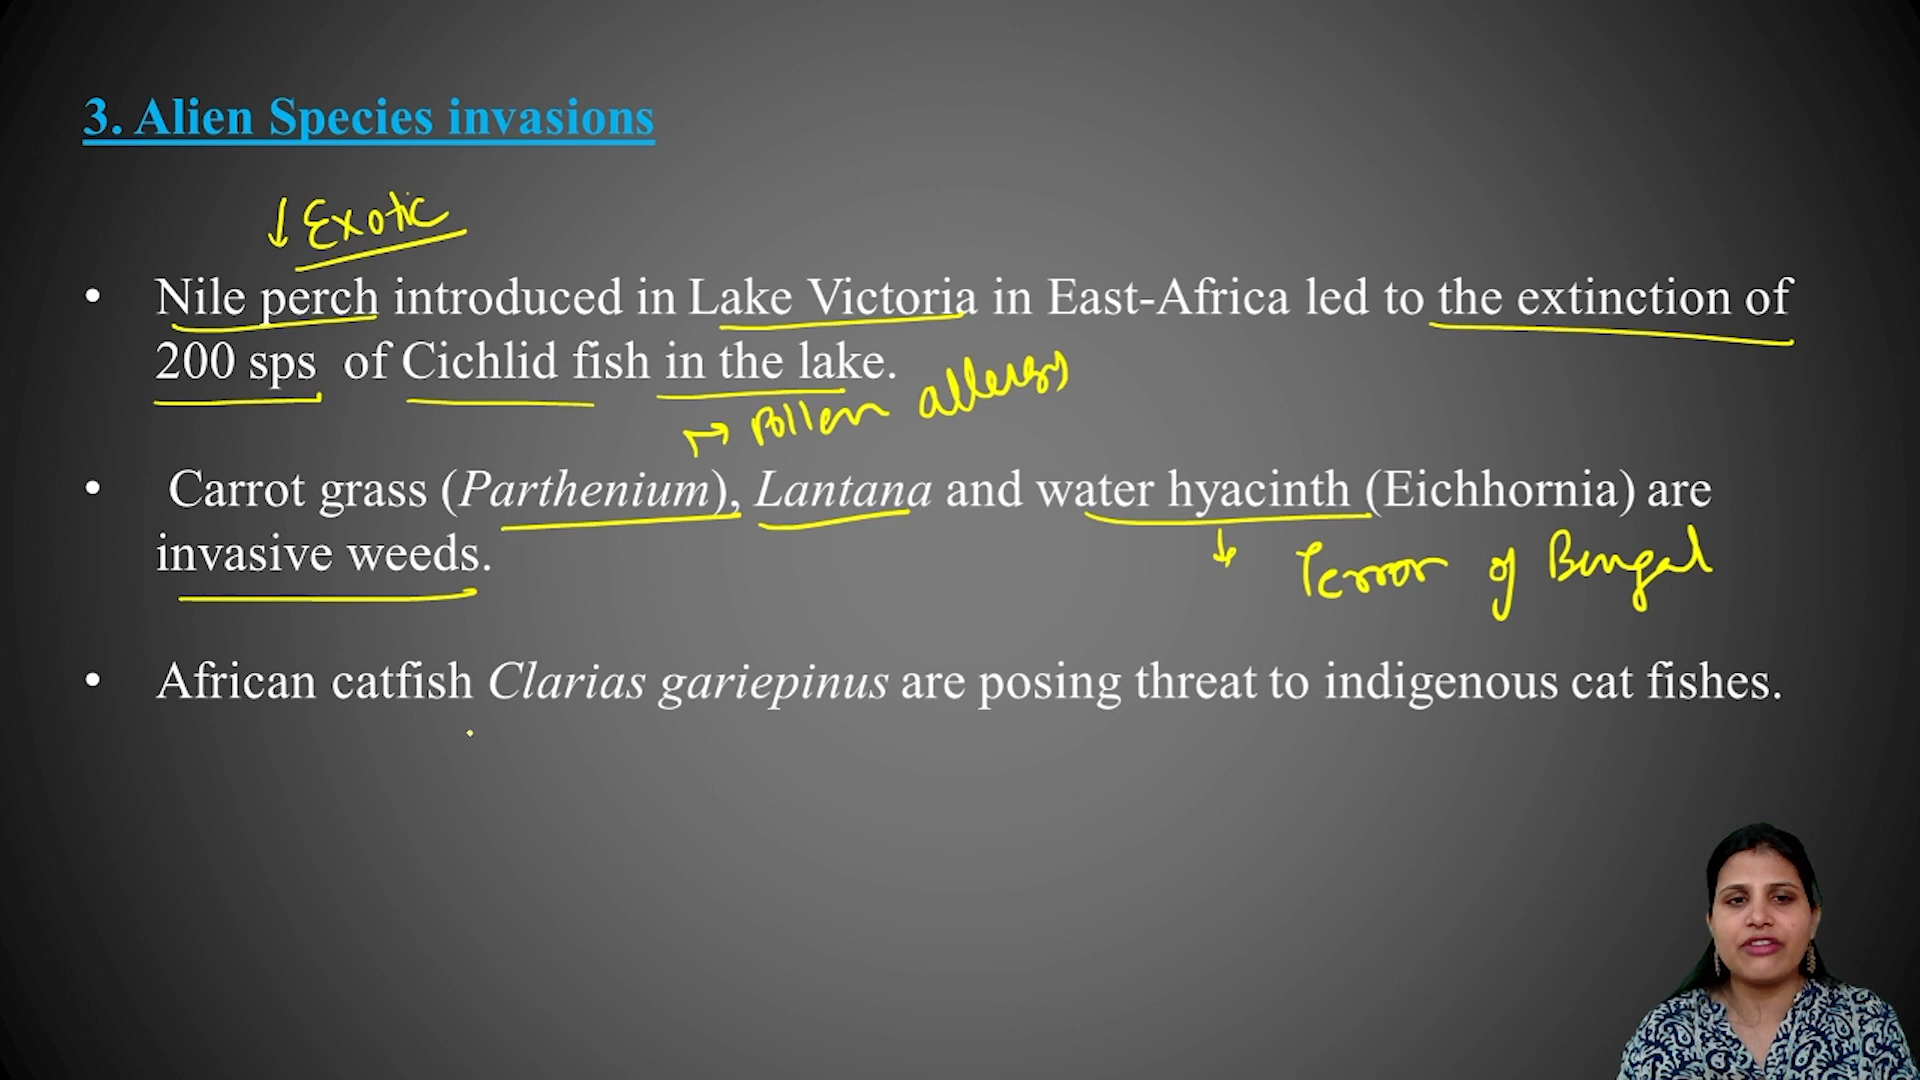 3. Alien Species invasions
↓ Exotic
• Nile perch introduced in Lake Victoria in East-Africa led to the extinction of
200 sps of Cichlid fish in the lake.
→ Pollen allergy
• Carrot grass (Parthenium), Lantana and water hyacinth (Eichhornia) are
invasive weeds.
↓ Terror of Bengal
• African catfish Clarias gariepinus are posing threat to indigenous cat fishes.